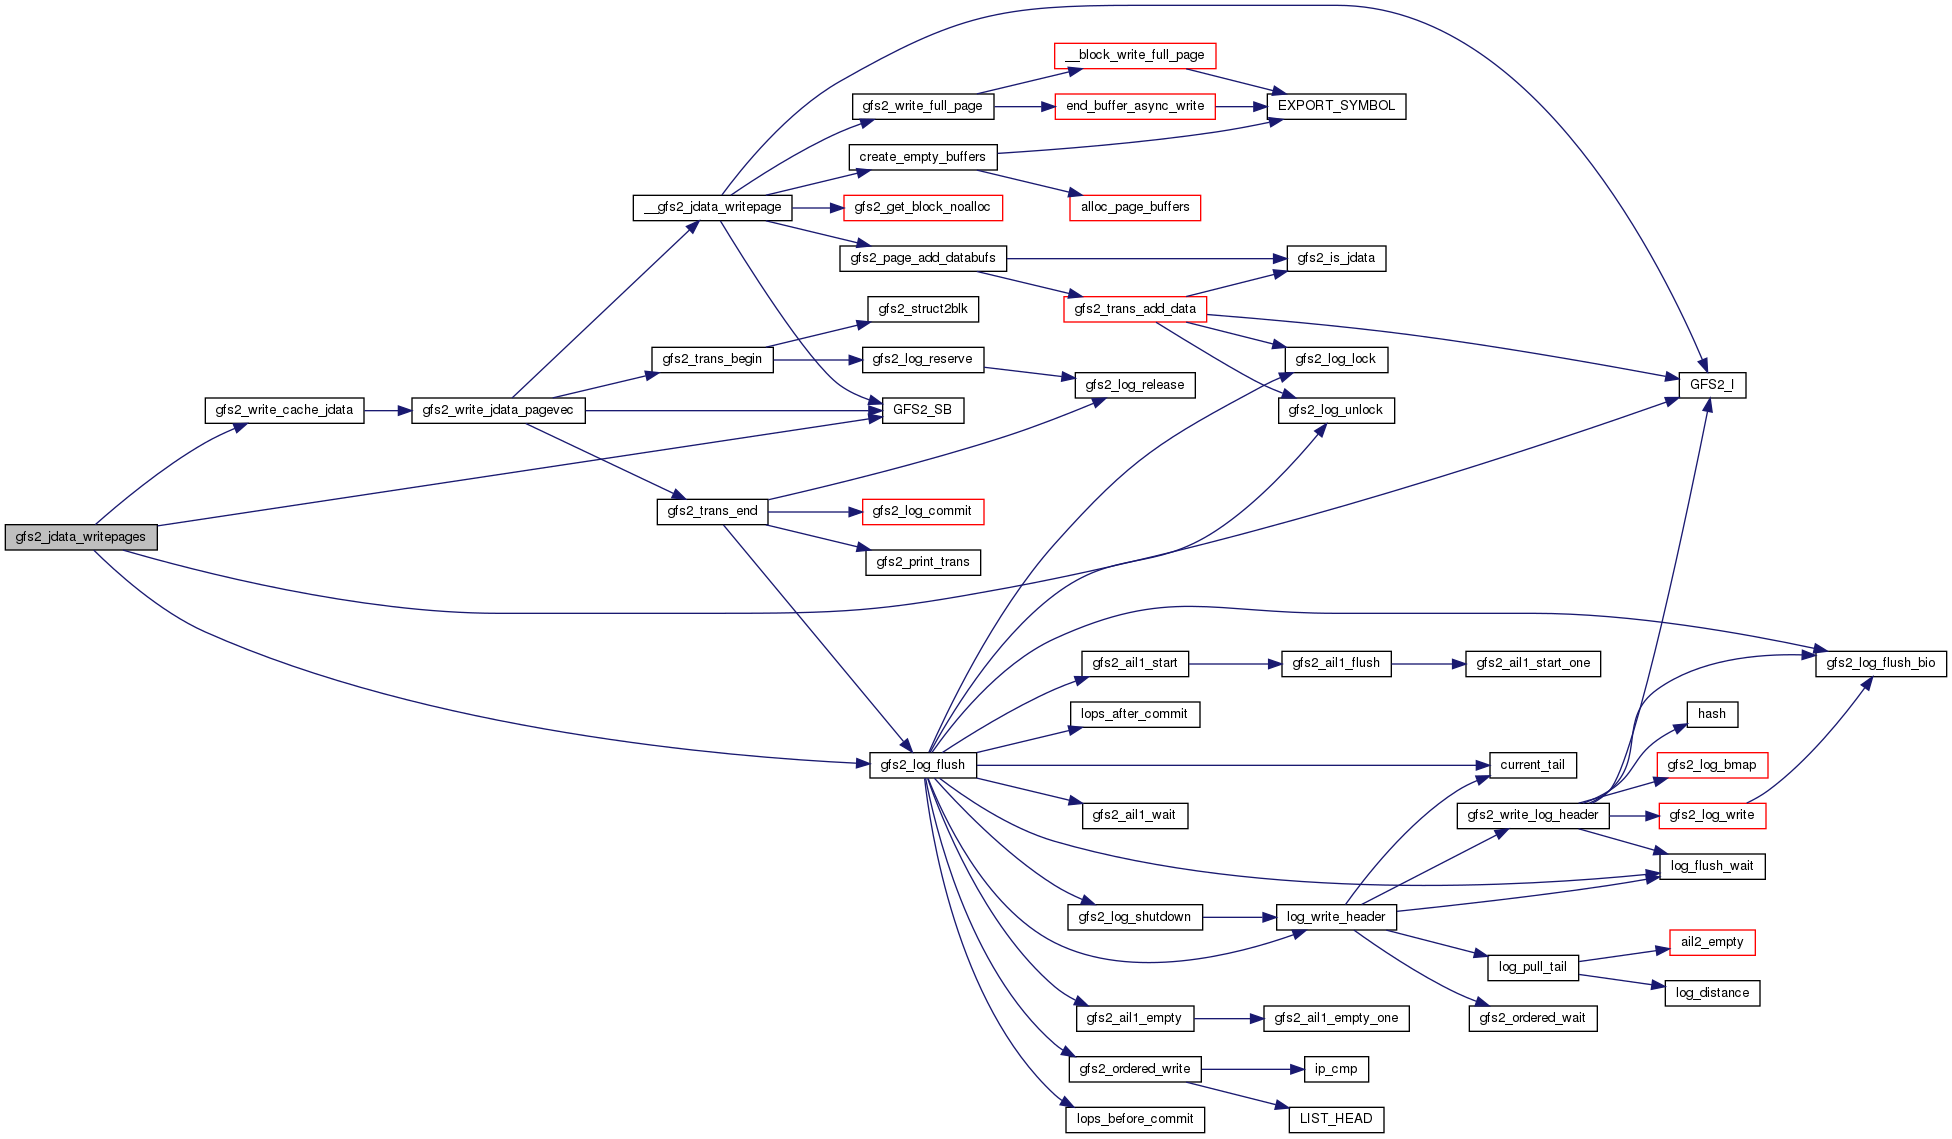 gfs2_jdata_writepages
gfs2_write_cache_jdata
gfs2_write_jdata_pagevec
__gfs2_jdata_writepage
gfs2_trans_begin
gfs2_trans_end
gfs2_write_full_page
create_empty_buffers
gfs2_get_block_noalloc
gfs2_page_add_databufs
gfs2_struct2blk
gfs2_log_reserve
GFS2_SB
gfs2_log_commit
gfs2_print_trans
gfs2_log_flush
__block_write_full_page
end_buffer_async_write
alloc_page_buffers
gfs2_trans_add_data
gfs2_log_release
gfs2_ail1_start
lops_after_commit
gfs2_ail1_wait
gfs2_log_shutdown
gfs2_ail1_empty
gfs2_ordered_write
lops_before_commit
EXPORT_SYMBOL
gfs2_is_jdata
gfs2_log_lock
gfs2_log_unlock
gfs2_ail1_flush
log_write_header
gfs2_ail1_empty_one
ip_cmp
LIST_HEAD
gfs2_ail1_start_one
current_tail
gfs2_write_log_header
log_pull_tail
gfs2_ordered_wait
GFS2_I
hash
gfs2_log_bmap
gfs2_log_write
log_flush_wait
ail2_empty
log_distance
gfs2_log_flush_bio